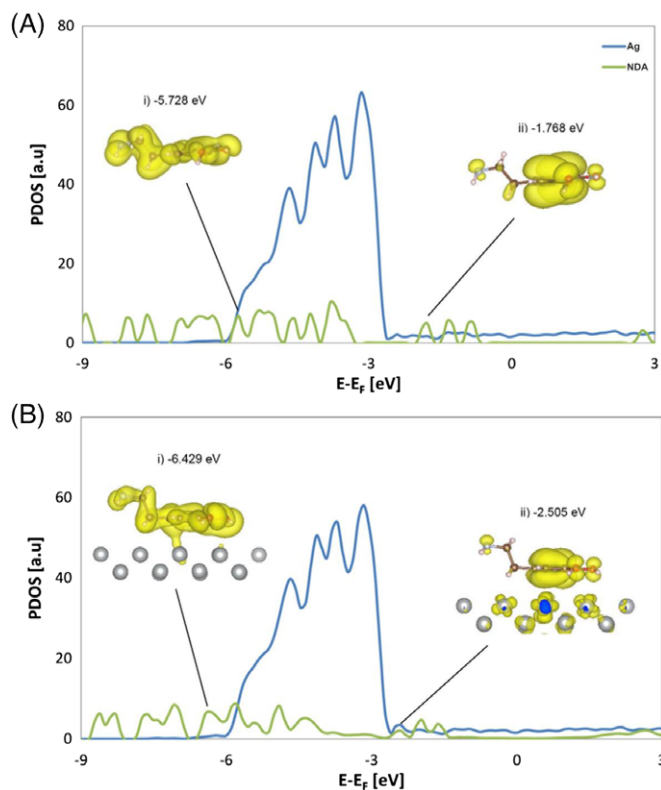 (A)
80
60
40
20
0
PDOS [a.u]
Ag
NDA
i) -5.728 eV
ii) -1.768 eV
-9 -6 -3 0 3
E-EF [eV]
(B)
80
60
40
20
0
PDOS [a.u]
i) -6.429 eV
ii) -2.505 eV
-9 -6 -3 0 3
E-EF [eV]